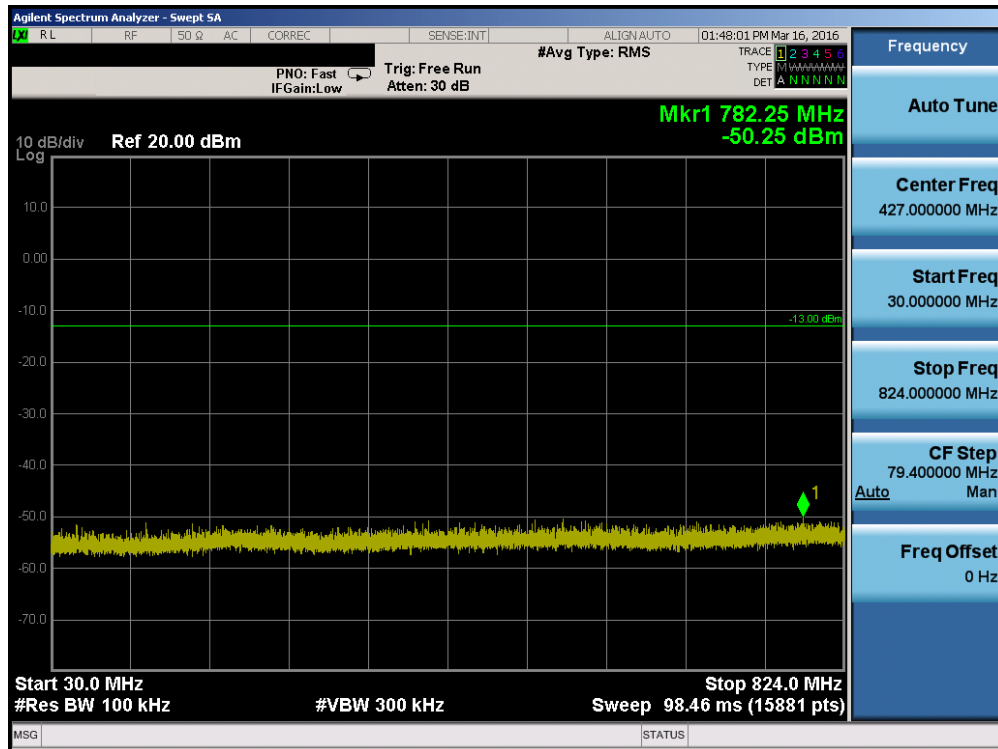 Agilent Spectrum Analyzer - Swept SA
LXI RL RF 50 Ω AC CORREC SENSE:INT ALIGN AUTO 01:48:01 PM Mar 16, 2016
#Avg Type: RMS TRACE 1 2 3 4 5 6
PNO: Fast Trig: Free Run TYPE M WWWWW
IFGain:Low Atten: 30 dB DET A N N N N N
Mkr1 782.25 MHz
-50.25 dBm
10 dB/div Ref 20.00 dBm
Log
10.0
0.00
-10.0
-13.00 dBm
-20.0
-30.0
-40.0
1
-50.0
-60.0
-70.0
Start 30.0 MHz Stop 824.0 MHz
#Res BW 100 kHz #VBW 300 kHz Sweep 98.46 ms (15881 pts)
MSG STATUS
Frequency
Auto Tune
Center Freq
427.000000 MHz
Start Freq
30.000000 MHz
Stop Freq
824.000000 MHz
CF Step
79.400000 MHz
Auto Man
Freq Offset
0 Hz